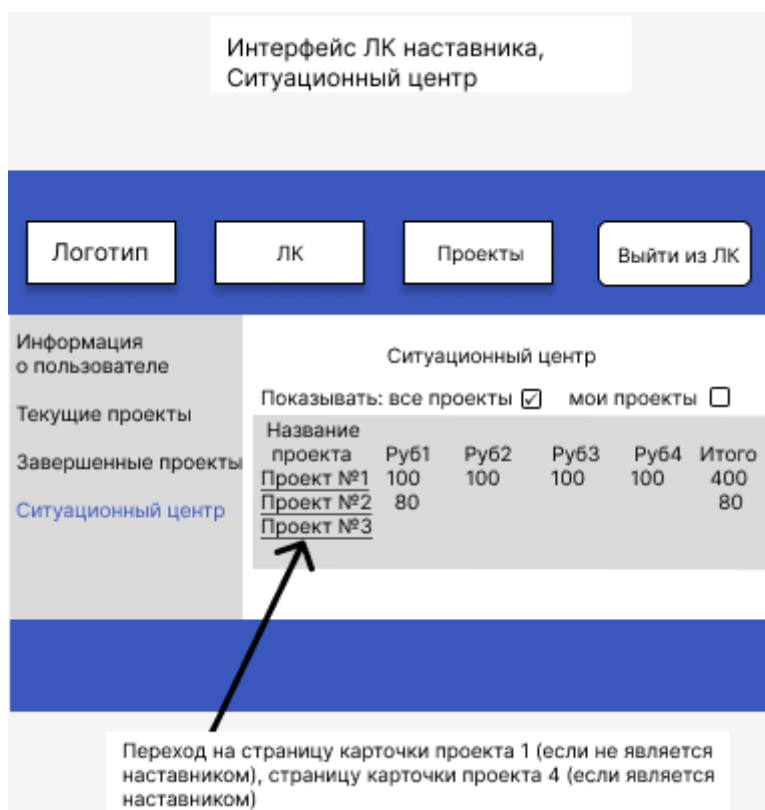 Интерфейс ЛК наставника,
Ситуационный центр
Логотип
ЛК
Проекты
Выйти из ЛК
Информация
о пользователе
Текущие проекты
Завершенные проекты
Ситуационный центр
Ситуационный центр
Показывать: все проекты мои проекты
Название
проекта Руб1 Руб2 Руб3 Руб4 Итого
Проект №1 100 100 100 100 400
Проект №2 80 80
Проект №3
Переход на страницу карточки проекта 1 (если не является
наставником), страницу карточки проекта 4 (если является
наставником)